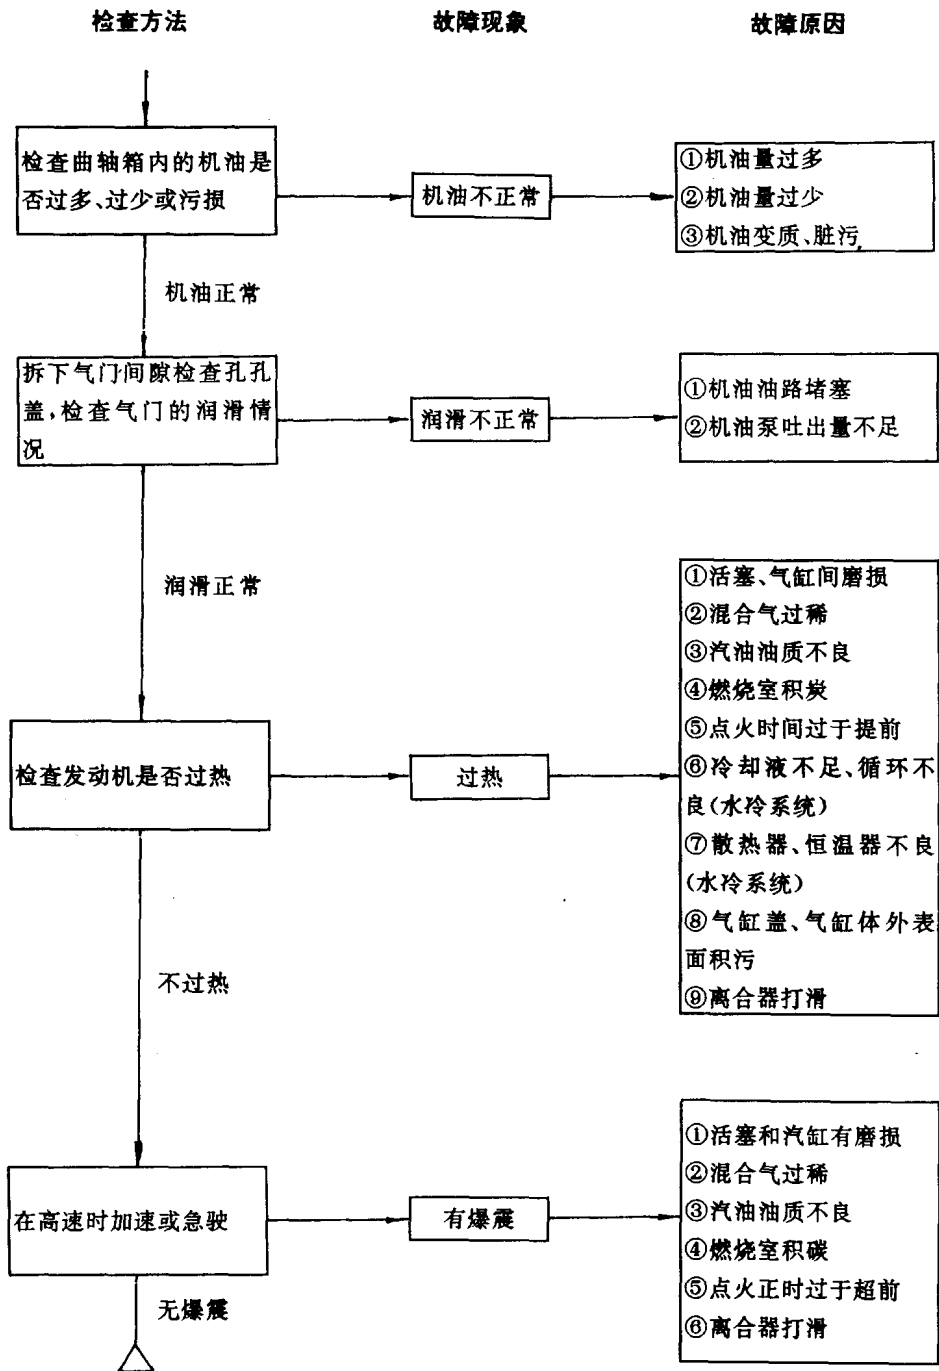 检查方法
故障现象
故障原因
检查曲轴箱内的机油是
否过多、过少或污损
机油不正常
①机油量过多
②机油量过少
③机油变质、脏污
机油正常
拆下气门间隙检查孔孔
盖,检查气门的润滑情
况
润滑不正常
①机油油路堵塞
②机油泵吐出量不足
润滑正常
检查发动机是否过热
过热
①活塞、气缸间磨损
②混合气过稀
③汽油油质不良
④燃烧室积炭
⑤点火时间过于提前
⑥冷却液不足、循环不
良(水冷系统)
⑦散热器、恒温器不良
(水冷系统)
⑧气缸盖、气缸体外表
面积污
⑨离合器打滑
不过热
在高速时加速或急驶
有爆震
①活塞和汽缸有磨损
②混合气过稀
③汽油油质不良
④燃烧室积碳
⑤点火正时过于超前
⑥离合器打滑
无爆震